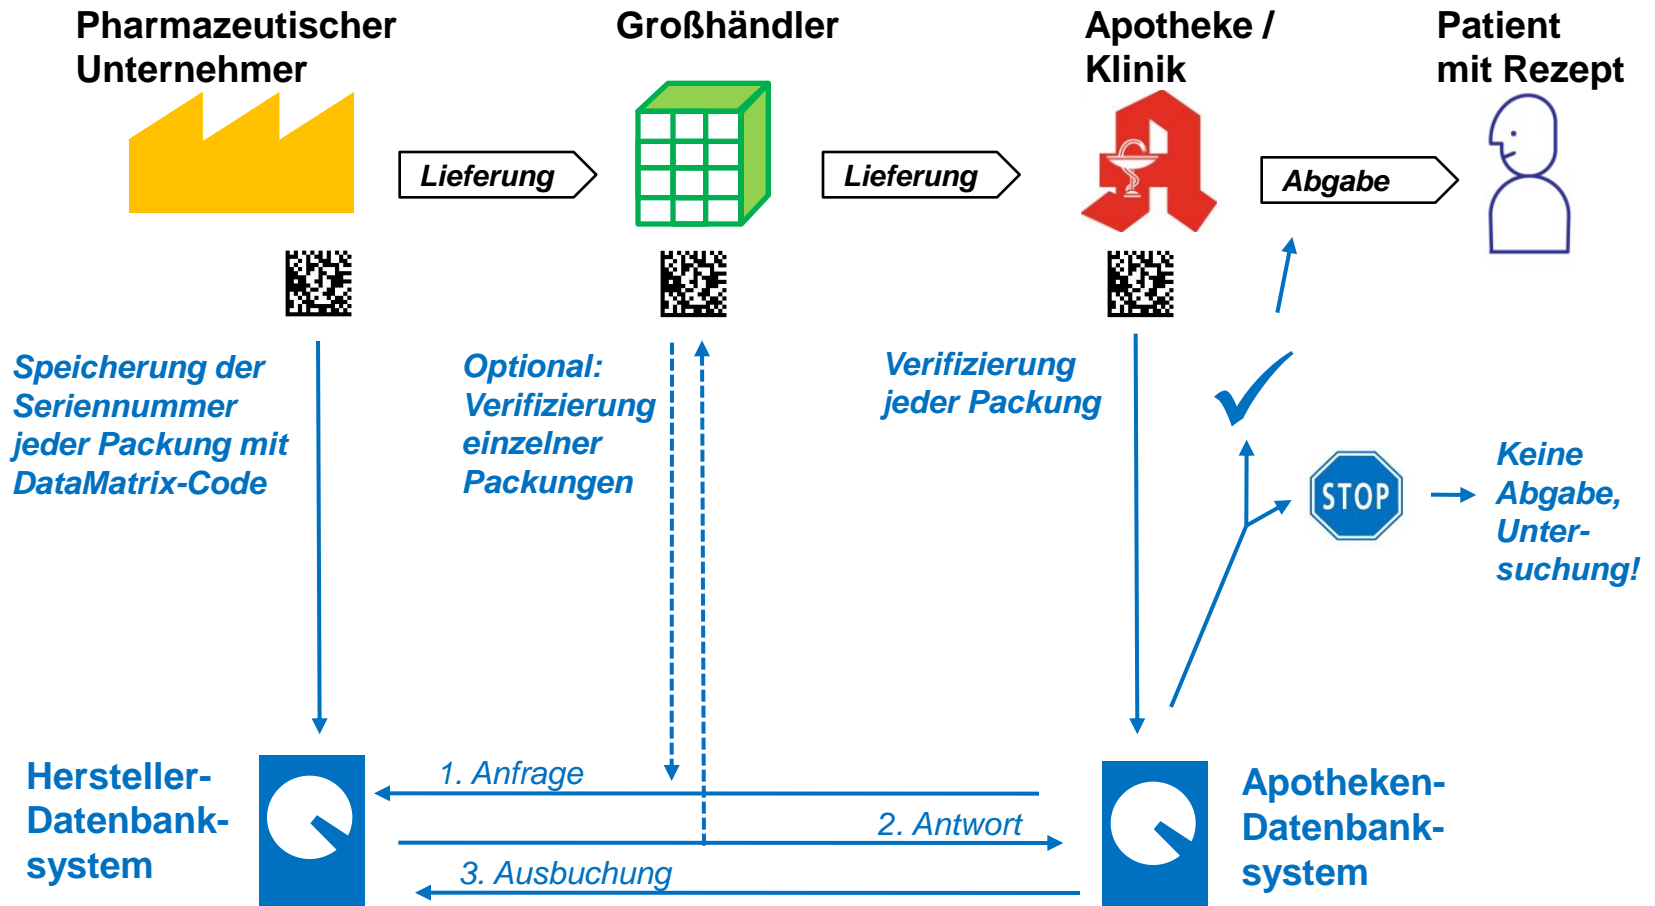 Pharmazeutischer
Unternehmer
Großhändler
Apotheke /
Klinik
Patient
mit Rezept
Lieferung
Lieferung
Abgabe
Speicherung der
Seriennummer
jeder Packung mit
DataMatrix-Code
Optional:
Verifizierung
einzelner
Packungen
Verifizierung
jeder Packung
STOP
Keine
Abgabe,
Unter-
suchung!
Hersteller-
Datenbank-
system
1. Anfrage
2. Antwort
3. Ausbuchung
Apotheken-
Datenbank-
system